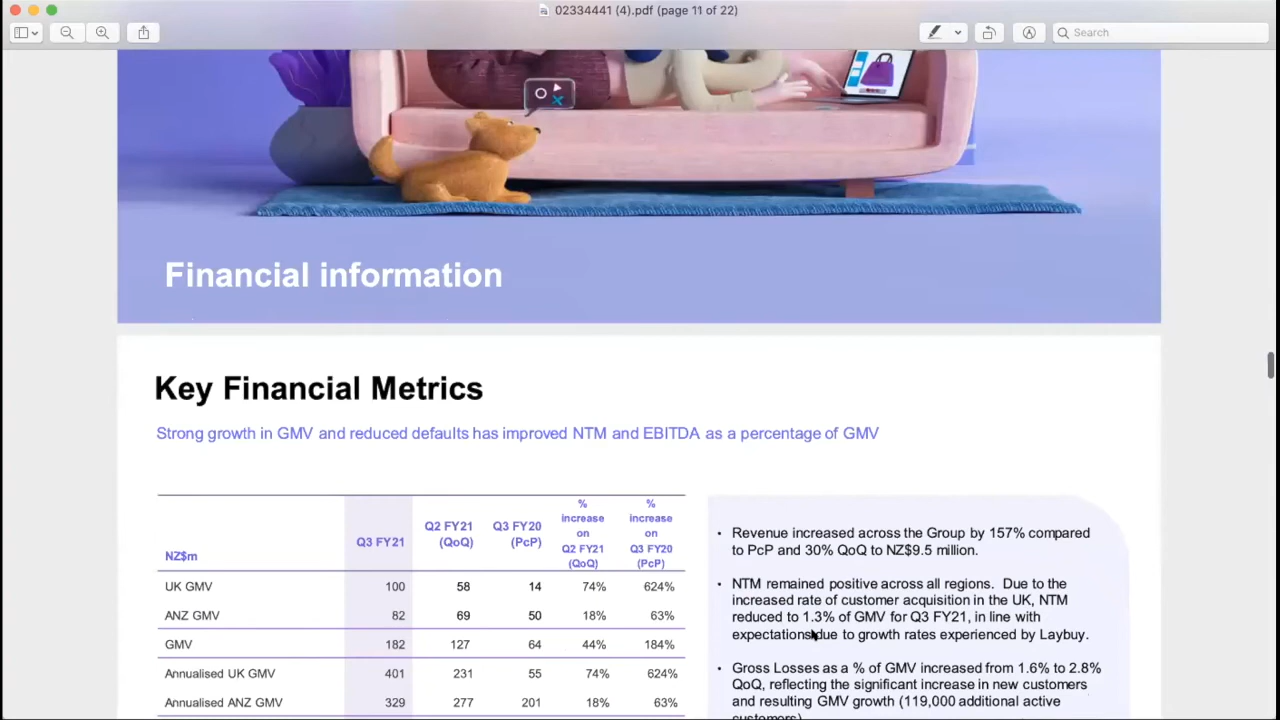 02334441 (4).pdf (page 11 of 22)
Search
Financial information
Key Financial Metrics
Strong growth in GMV and reduced defaults has improved NTM and EBITDA as a percentage of GMV
NZ$m Q3 FY21 Q2 FY21 (QoQ) Q3 FY20 (PcP) % increase on Q2 FY21 (QoQ) % increase on Q3 FY20 (PcP)
UK GMV 100 58 14 74% 624%
ANZ GMV 82 69 50 18% 63%
GMV 182 127 64 44% 184%
Annualised UK GMV 401 231 55 74% 624%
Annualised ANZ GMV 329 277 201 18% 63%
• Revenue increased across the Group by 157% compared
to PcP and 30% QoQ to NZ$9.5 million.
• NTM remained positive across all regions. Due to the
increased rate of customer acquisition in the UK, NTM
reduced to 1.3% of GMV for Q3 FY21, in line with
expectations due to growth rates experienced by Laybuy.
• Gross Losses as a % of GMV increased from 1.6% to 2.8%
QoQ, reflecting the significant increase in new customers
and resulting GMV growth (119,000 additional active
customers)